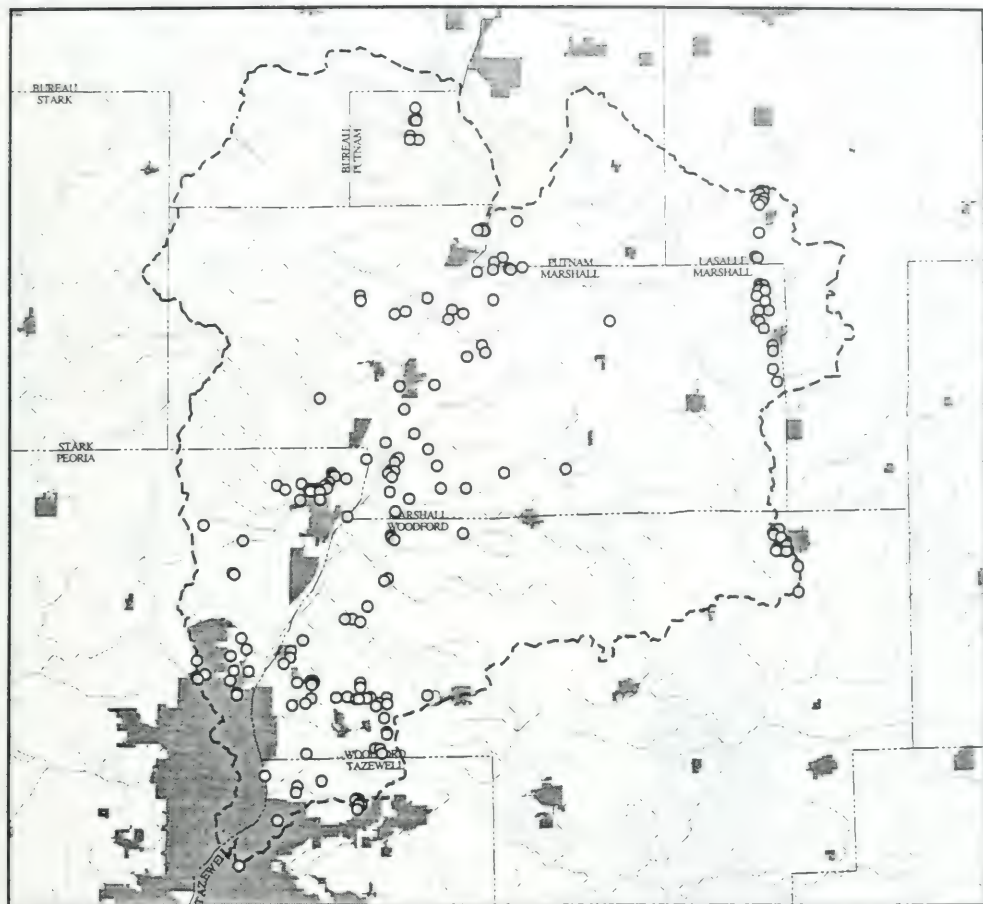 BUREAU
STARK
BUREAU
PUTNAM
PUTNAM
MARSHALL
LASALLE
MARSHALL
STARK
PEORIA
MARSHALL
WOODFORD
WOODFORD
TAZEWELL
TAZEWELL